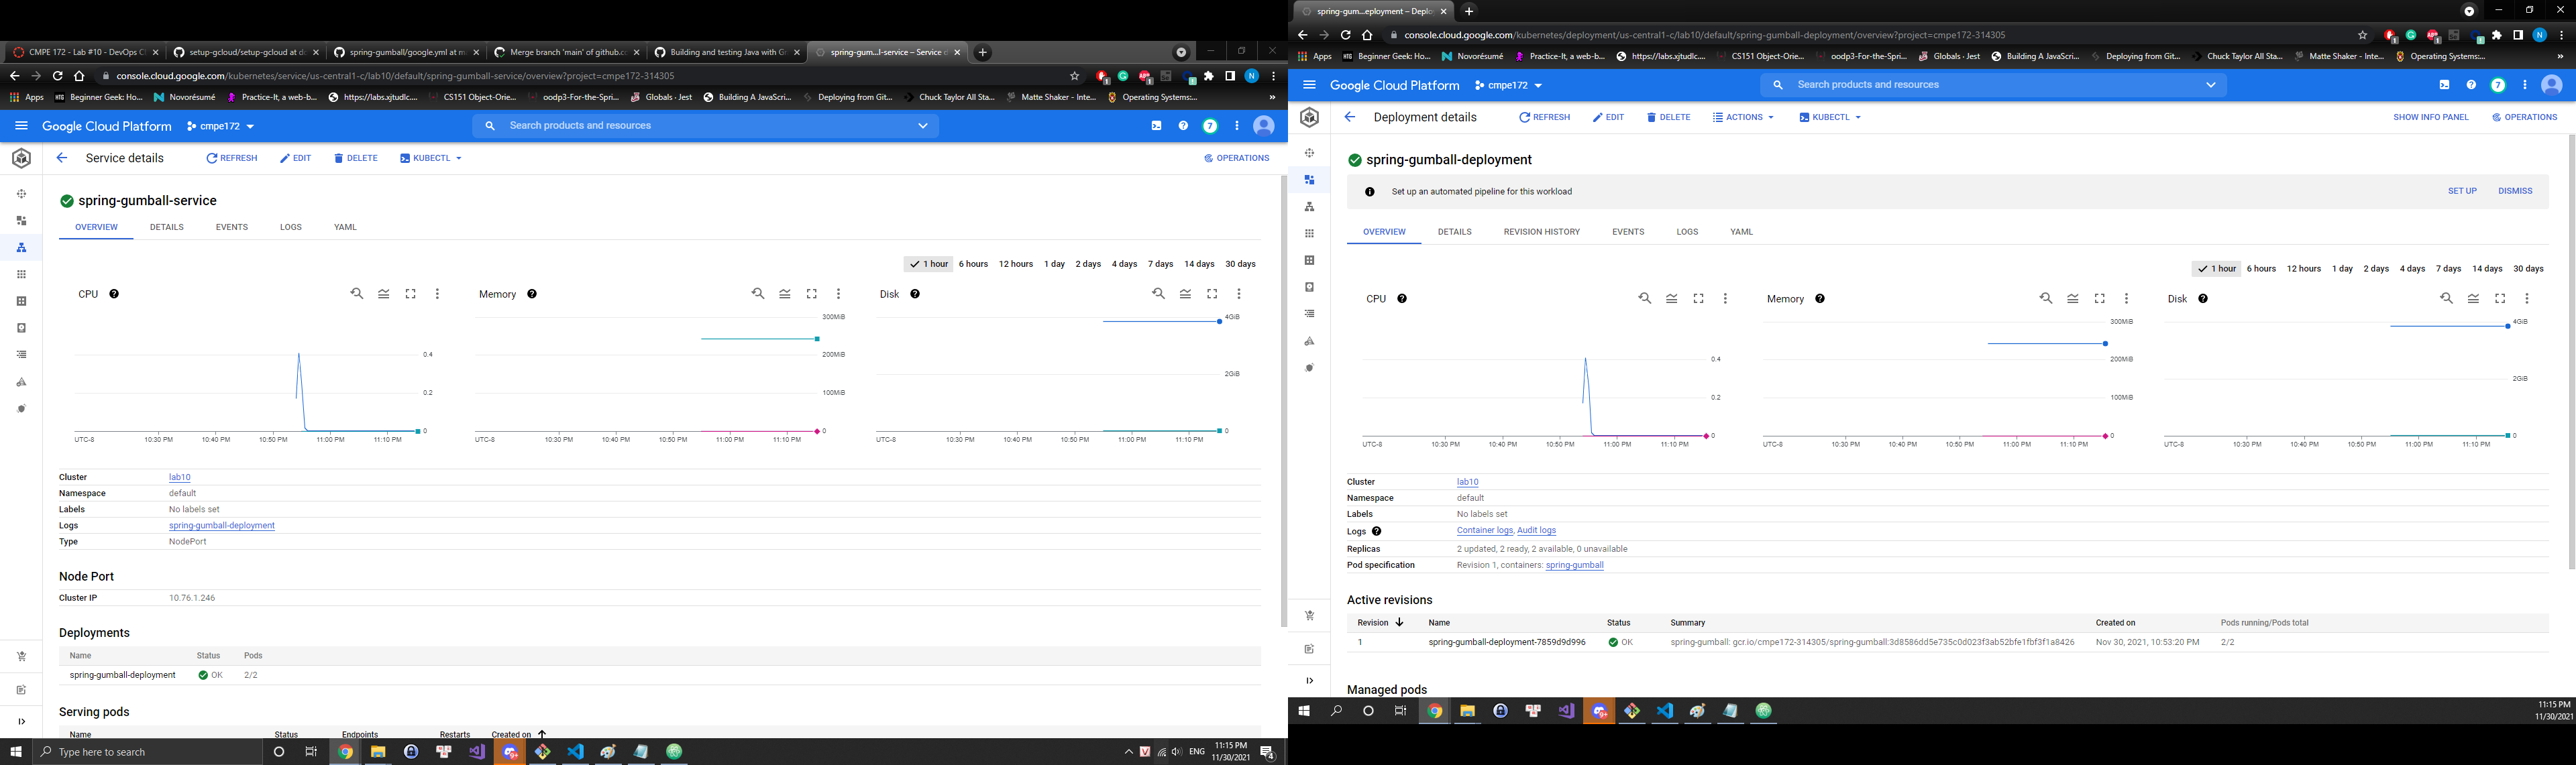 CMPE 172 - Lab #10 - DevOps C
setup-gcloud/setup-gcloud at d
spring-gumball/google.yml at m
Merge branch 'main' of github.c
Building and testing Java with Gr
spring-gum...l-service – Service d
console.cloud.google.com/kubernetes/service/us-central1-c/lab10/default/spring-gumball-service/overview?project=cmpe172-314305
Apps
Beginner Geek: Ho...
Novorésumé
Practice-It, a web-b...
https://labs.xjtudlc....
CS151 Object-Orie...
oodp3-For-the-Spri...
Globals · Jest
Building A JavaScri...
Deploying from Git...
Chuck Taylor All Sta...
Matte Shaker - Inte...
Operating Systems:...
»
Google Cloud Platform
cmpe172
Search products and resources
7
Service details
REFRESH
EDIT
DELETE
KUBECTL
OPERATIONS
spring-gumball-service
OVERVIEW
DETAILS
EVENTS
LOGS
YAML
1 hour
6 hours
12 hours
1 day
2 days
4 days
7 days
14 days
30 days
CPU
0.4
0.2
0
UTC-8
10:30 PM
10:40 PM
10:50 PM
11:00 PM
11:10 PM
Memory
300MiB
200MiB
100MiB
0
UTC-8
10:30 PM
10:40 PM
10:50 PM
11:00 PM
11:10 PM
Disk
4GiB
2GiB
0
UTC-8
10:30 PM
10:40 PM
10:50 PM
11:00 PM
11:10 PM
Cluster lab10
Namespace default
Labels No labels set
Logs spring-gumball-deployment
Type NodePort
Node Port
Cluster IP 10.76.1.246
Deployments
Name Status Pods
spring-gumball-deployment OK 2/2
Serving pods
Name Status Endpoints Restarts Created on
Type here to search
ENG
11:15 PM
11/30/2021
4
spring-gum...eployment – Deplo
console.cloud.google.com/kubernetes/deployment/us-central1-c/lab10/default/spring-gumball-deployment/overview?project=cmpe172-314305
Apps
Beginner Geek: Ho...
Novorésumé
Practice-It, a web-b...
https://labs.xjtudlc....
CS151 Object-Orie...
oodp3-For-the-Spri...
Globals · Jest
Building A JavaScri...
Deploying from Git...
Chuck Taylor All Sta...
Matte Shaker - Inte...
Operating Systems:...
»
Google Cloud Platform
cmpe172
Search products and resources
7
Deployment details
REFRESH
EDIT
DELETE
ACTIONS
KUBECTL
SHOW INFO PANEL
OPERATIONS
spring-gumball-deployment
Set up an automated pipeline for this workload
SET UP
DISMISS
OVERVIEW
DETAILS
REVISION HISTORY
EVENTS
LOGS
YAML
1 hour
6 hours
12 hours
1 day
2 days
4 days
7 days
14 days
30 days
CPU
0.4
0.2
0
UTC-8
10:30 PM
10:40 PM
10:50 PM
11:00 PM
11:10 PM
Memory
300MiB
200MiB
100MiB
0
UTC-8
10:30 PM
10:40 PM
10:50 PM
11:00 PM
11:10 PM
Disk
4GiB
2GiB
0
UTC-8
10:30 PM
10:40 PM
10:50 PM
11:00 PM
11:10 PM
Cluster lab10
Namespace default
Labels No labels set
Logs Container logs, Audit logs
Replicas 2 updated, 2 ready, 2 available, 0 unavailable
Pod specification Revision 1, containers: spring-gumball
Active revisions
Revision Name Status Summary Created on Pods running/Pods total
1 spring-gumball-deployment-7859d9d996 OK spring-gumball: gcr.io/cmpe172-314305/spring-gumball:3d8586dd5e735c0d023f3ab52bfe1fbf3f1a8426 Nov 30, 2021, 10:53:20 PM 2/2
Managed pods
11:15 PM
11/30/2021